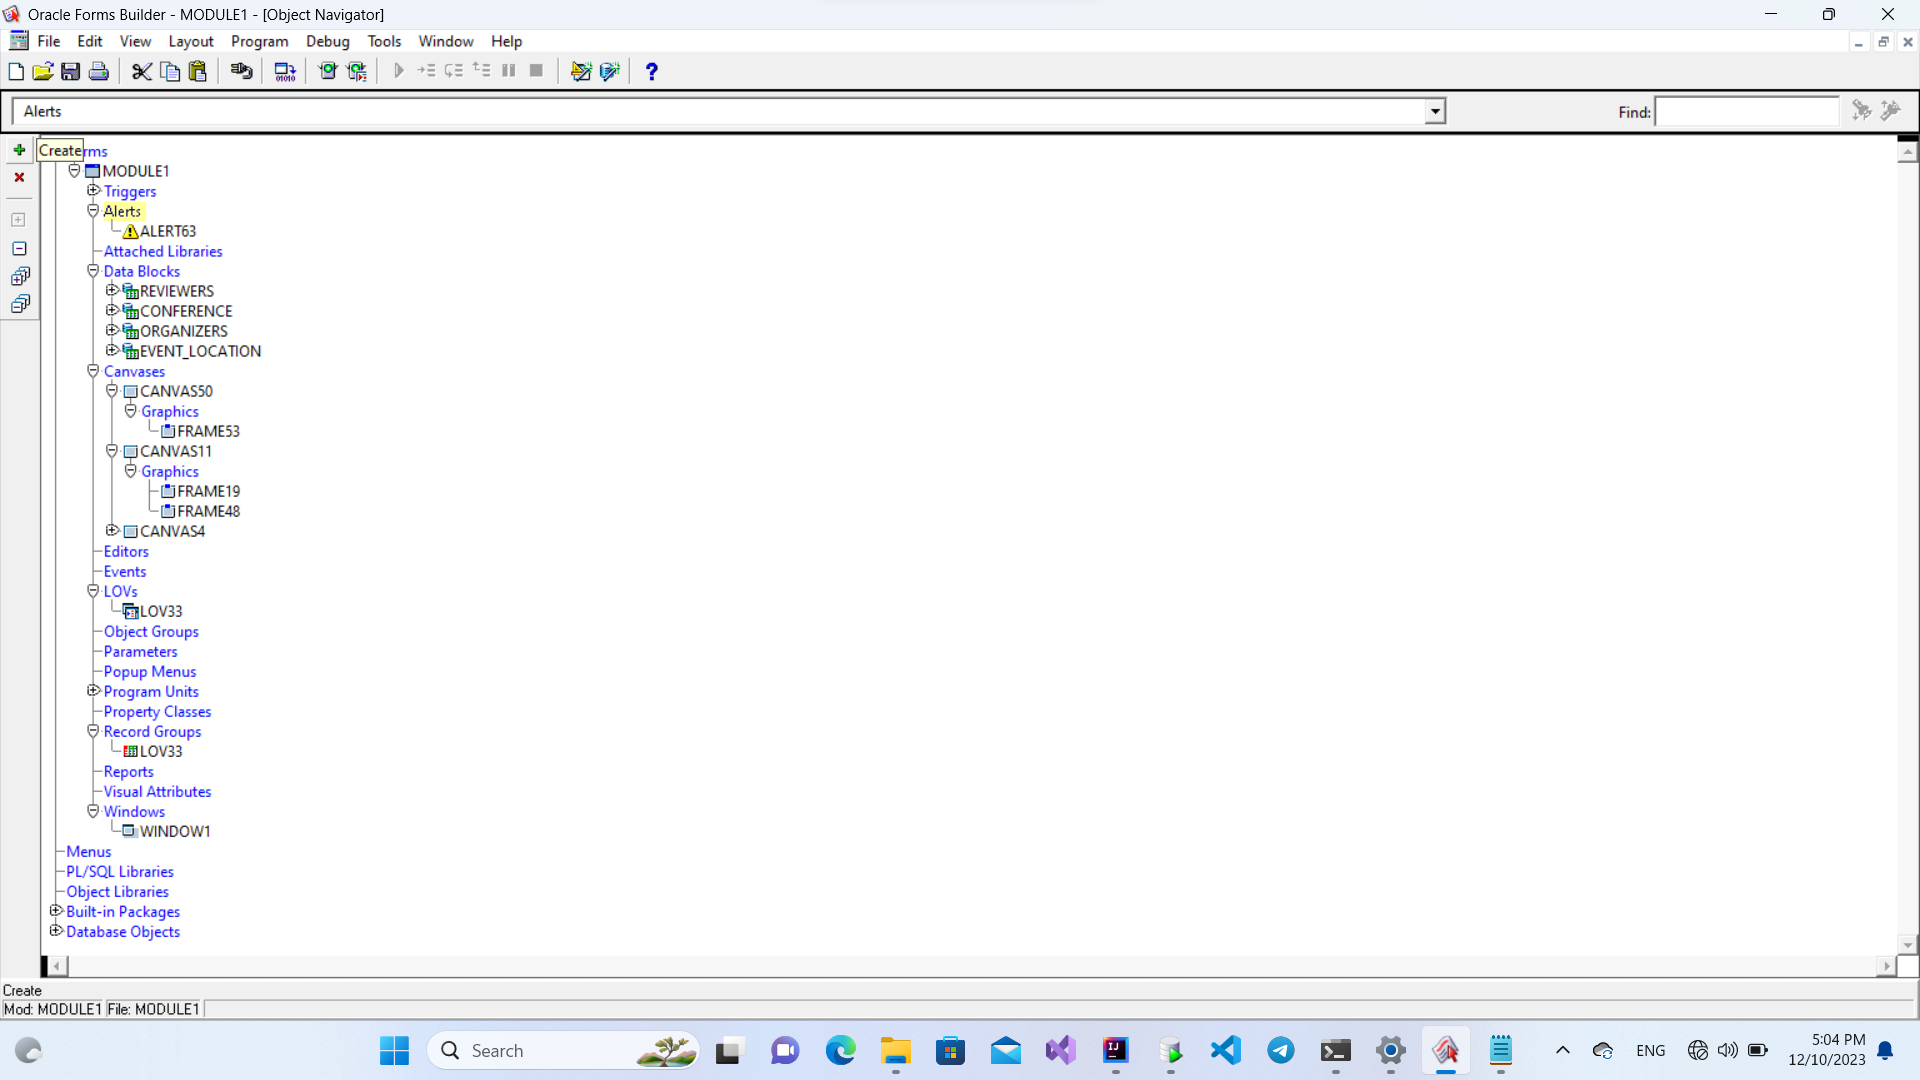 Oracle Forms Builder - MODULE1 - [Object Navigator]
File Edit View Layout Program Debug Tools Window Help
Alerts
Find:
Create
rms
MODULE1
Triggers
Alerts
ALERT63
Attached Libraries
Data Blocks
REVIEWERS
CONFERENCE
ORGANIZERS
EVENT_LOCATION
Canvases
CANVAS50
Graphics
FRAME53
CANVAS11
Graphics
FRAME19
FRAME48
CANVAS4
Editors
Events
LOVs
LOV33
Object Groups
Parameters
Popup Menus
Program Units
Property Classes
Record Groups
LOV33
Reports
Visual Attributes
Windows
WINDOW1
Menus
PL/SQL Libraries
Object Libraries
Built-in Packages
Database Objects
Create
Mod: MODULE1 File: MODULE1
Search
ENG
5:04 PM
12/10/2023